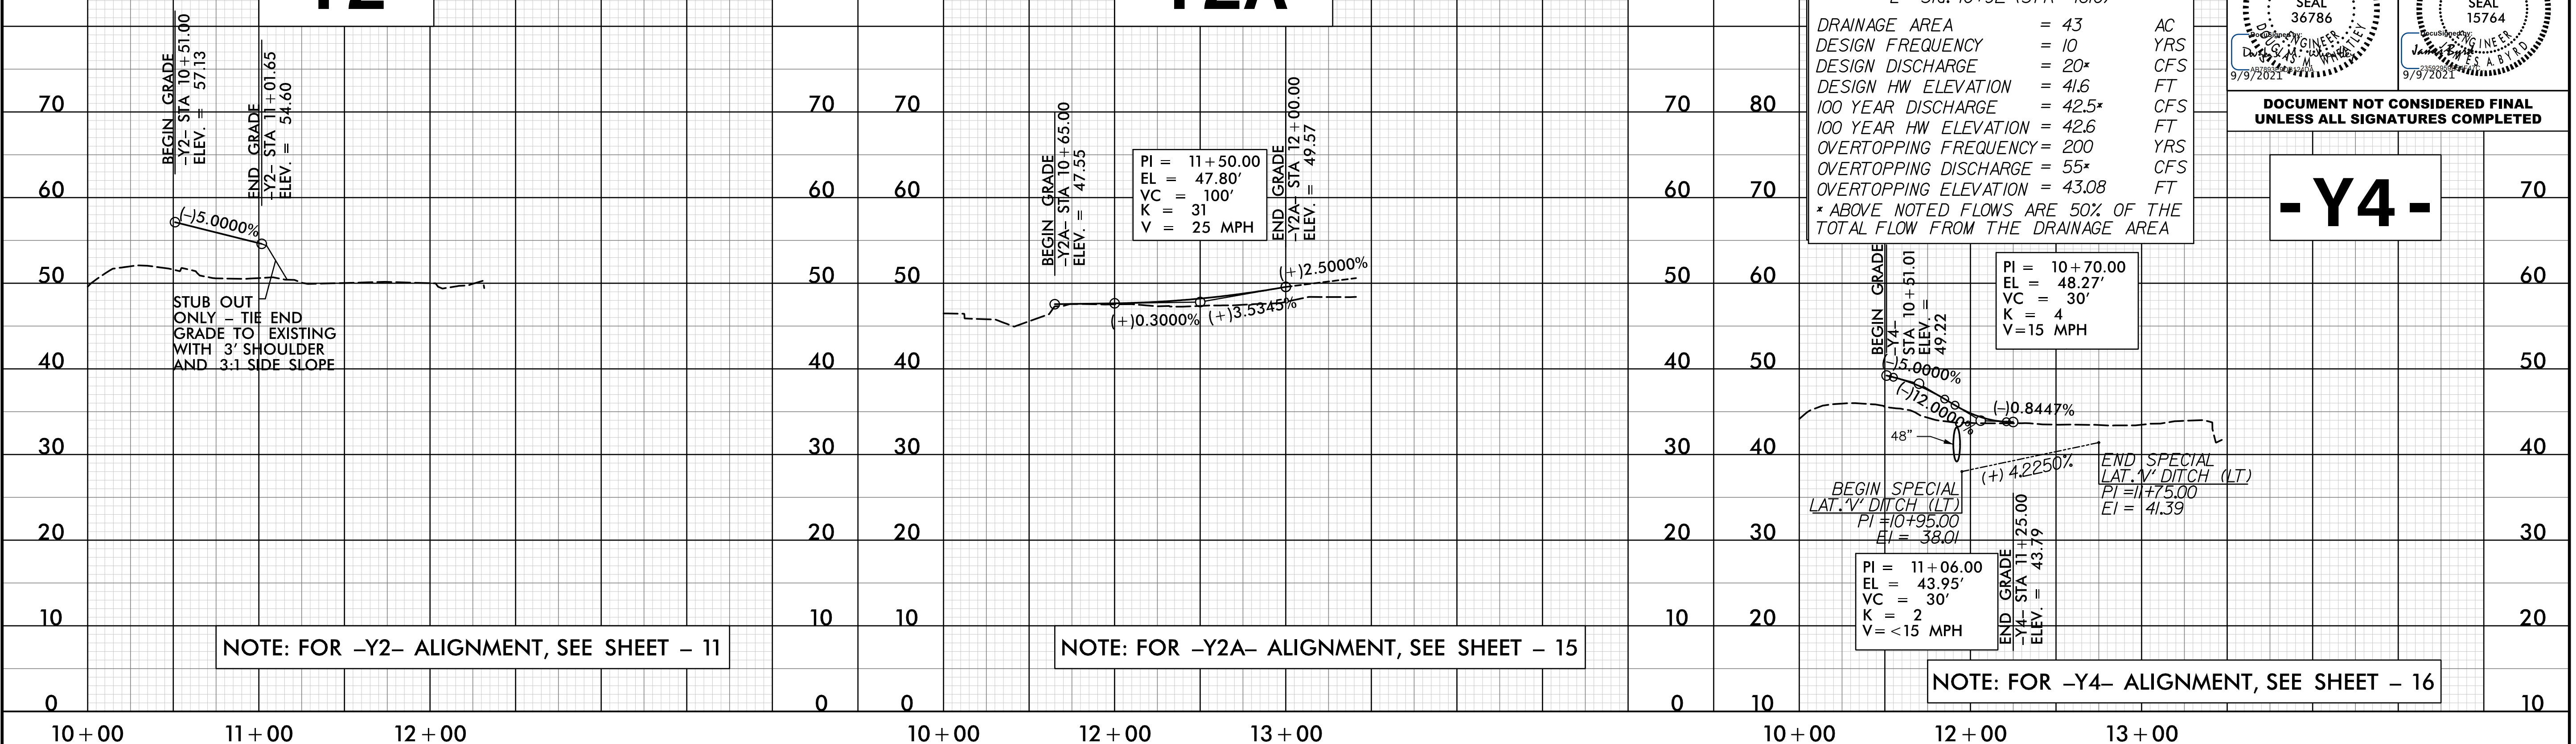 BEGIN GRADE
-Y2- STA 10+51.00
ELEV. = 57.13
END GRADE
-Y2- STA 11+01.65
ELEV. = 54.60
(-)5.0000%
STUB OUT
ONLY – TIE END
GRADE TO EXISTING
WITH 3' SHOULDER
AND 3:1 SIDE SLOPE
70
60
50
40
30
20
10
0
70
60
50
40
30
20
10
0
NOTE: FOR –Y2– ALIGNMENT, SEE SHEET – 11
10+00
11+00
12+00
70
60
50
40
30
20
10
0
BEGIN GRADE
-Y2A- STA 10+65.00
ELEV. = 47.55
PI = 11+50.00
EL = 47.80'
VC = 100'
K = 31
V = 25 MPH
END GRADE
-Y2A- STA 12+00.00
ELEV. = 49.57
(+)2.5000%
(+)0.3000%
(+)3.5345%
70
60
50
40
30
20
10
0
NOTE: FOR –Y2A– ALIGNMENT, SEE SHEET – 15
10+00
12+00
13+00
DRAINAGE AREA = 43 AC
DESIGN FREQUENCY = 10 YRS
DESIGN DISCHARGE = 20* CFS
DESIGN HW ELEVATION = 41.6 FT
100 YEAR DISCHARGE = 42.5* CFS
100 YEAR HW ELEVATION = 42.6 FT
OVERTOPPING FREQUENCY= 200 YRS
OVERTOPPING DISCHARGE = 55* CFS
OVERTOPPING ELEVATION = 43.08 FT
* ABOVE NOTED FLOWS ARE 50% OF THE
TOTAL FLOW FROM THE DRAINAGE AREA
SEAL
36786
ENGINEER
DOUGLAS M. WHATLEY
DocuSigned by:
9/9/2021
SEAL
15764
ENGINEER
JAMES A. BYRD
DocuSigned by:
James Byrd
9/9/2021
DOCUMENT NOT CONSIDERED FINAL
UNLESS ALL SIGNATURES COMPLETED
-Y4-
80
70
60
50
40
30
20
10
BEGIN GRADE
-Y4-
STA 10+51.01
ELEV. =
49.22
PI = 10+70.00
EL = 48.27'
VC = 30'
K = 4
V=15 MPH
(-)5.0000%
(-)12.0000%
(-)0.8447%
48"
(+) 4.2250%
BEGIN SPECIAL
LAT.'V' DITCH (LT)
PI =10+95.00
El = 38.01
END SPECIAL
LAT.'V' DITCH (LT)
PI =11+75.00
El = 41.39
PI = 11+06.00
EL = 43.95'
VC = 30'
K = 2
V= <15 MPH
END GRADE
-Y4- STA 11+25.00
ELEV. = 43.79
70
60
50
40
30
20
10
NOTE: FOR –Y4– ALIGNMENT, SEE SHEET – 16
10+00
12+00
13+00